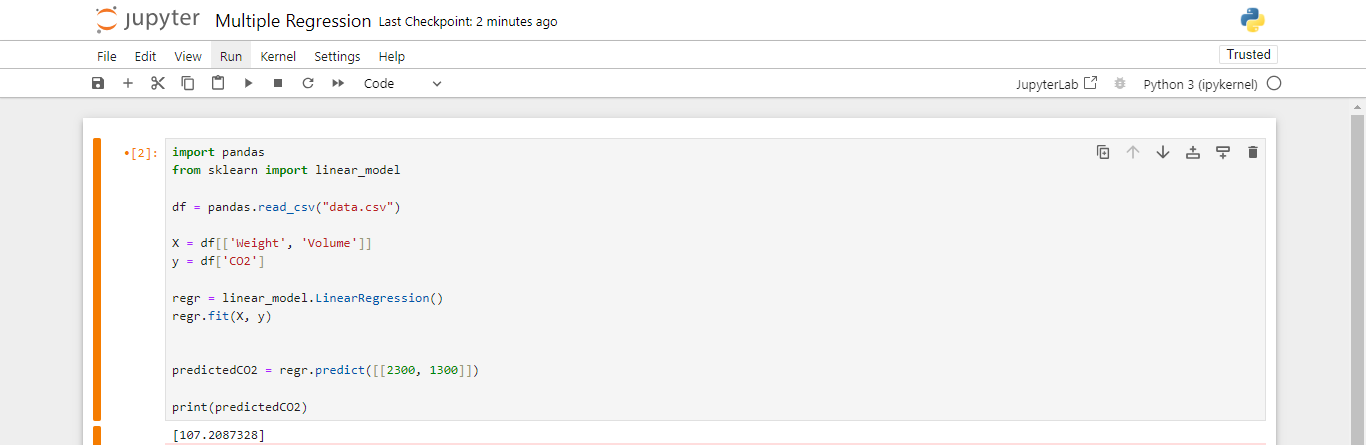 jupyter Multiple Regression Last Checkpoint: 2 minutes ago
File Edit View Run Kernel Settings Help Trusted
Code JupyterLab Python 3 (ipykernel)
•[2]: import pandas
from sklearn import linear_model
df = pandas.read_csv("data.csv")
X = df[['Weight', 'Volume']]
y = df['CO2']
regr = linear_model.LinearRegression()
regr.fit(X, y)
predictedCO2 = regr.predict([[2300, 1300]])
print(predictedCO2)
[107.2087328]